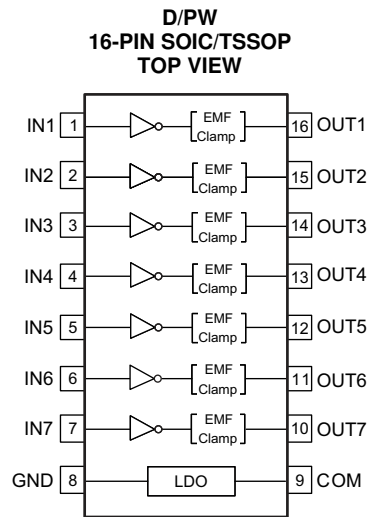 D/PW
16-PIN SOIC/TSSOP
TOP VIEW
IN1 1 EMF Clamp 16 OUT1
IN2 2 EMF Clamp 15 OUT2
IN3 3 EMF Clamp 14 OUT3
IN4 4 EMF Clamp 13 OUT4
IN5 5 EMF Clamp 12 OUT5
IN6 6 EMF Clamp 11 OUT6
IN7 7 EMF Clamp 10 OUT7
GND 8 LDO 9 COM